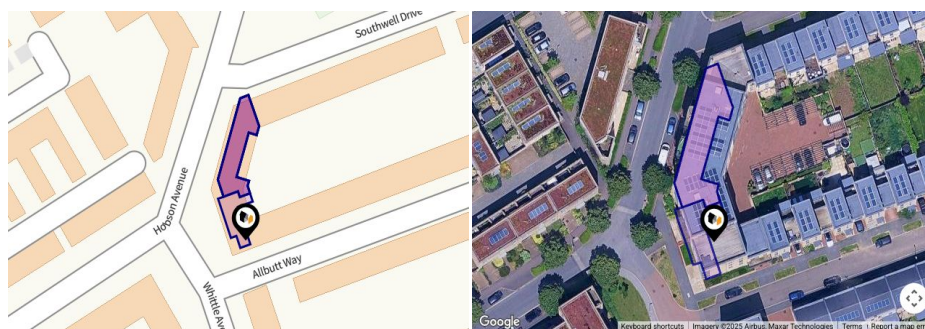 Southwell Drive
Hobson Avenue
Allbutt Way
Whittle Av
Google
Keyboard shortcuts Imagery ©2025 Airbus, Maxar Technologies Terms Report a map err